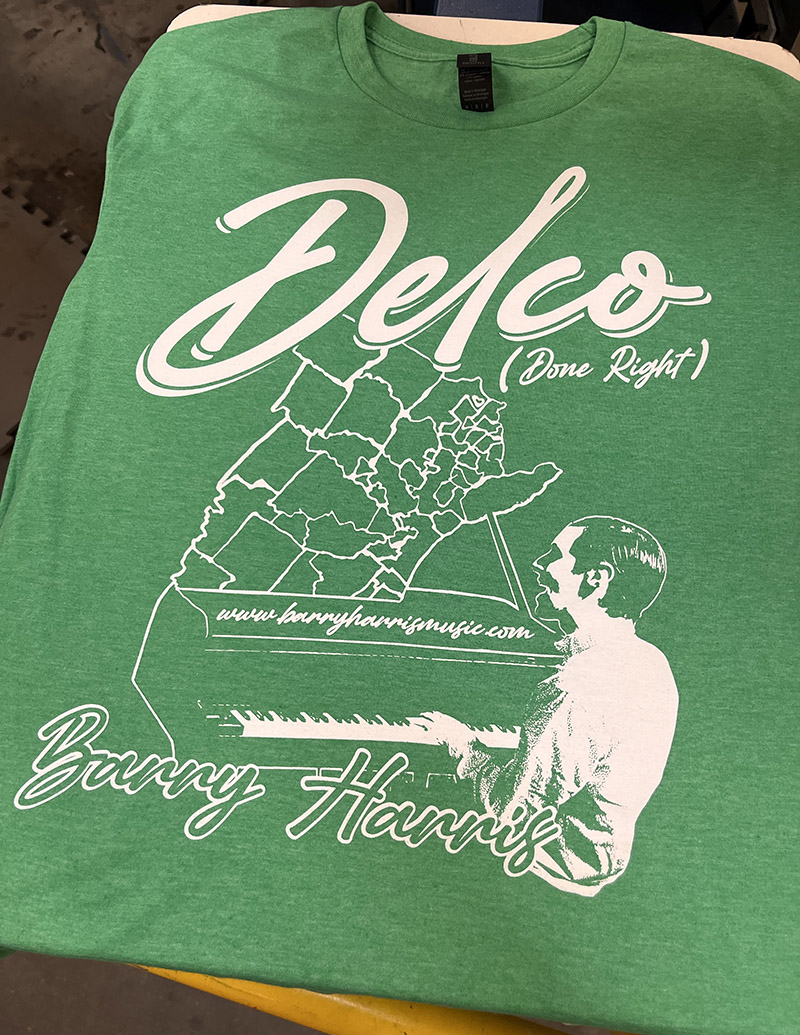 Delco
(Done Right)
www.barryharrismusic.com
Barry Harris